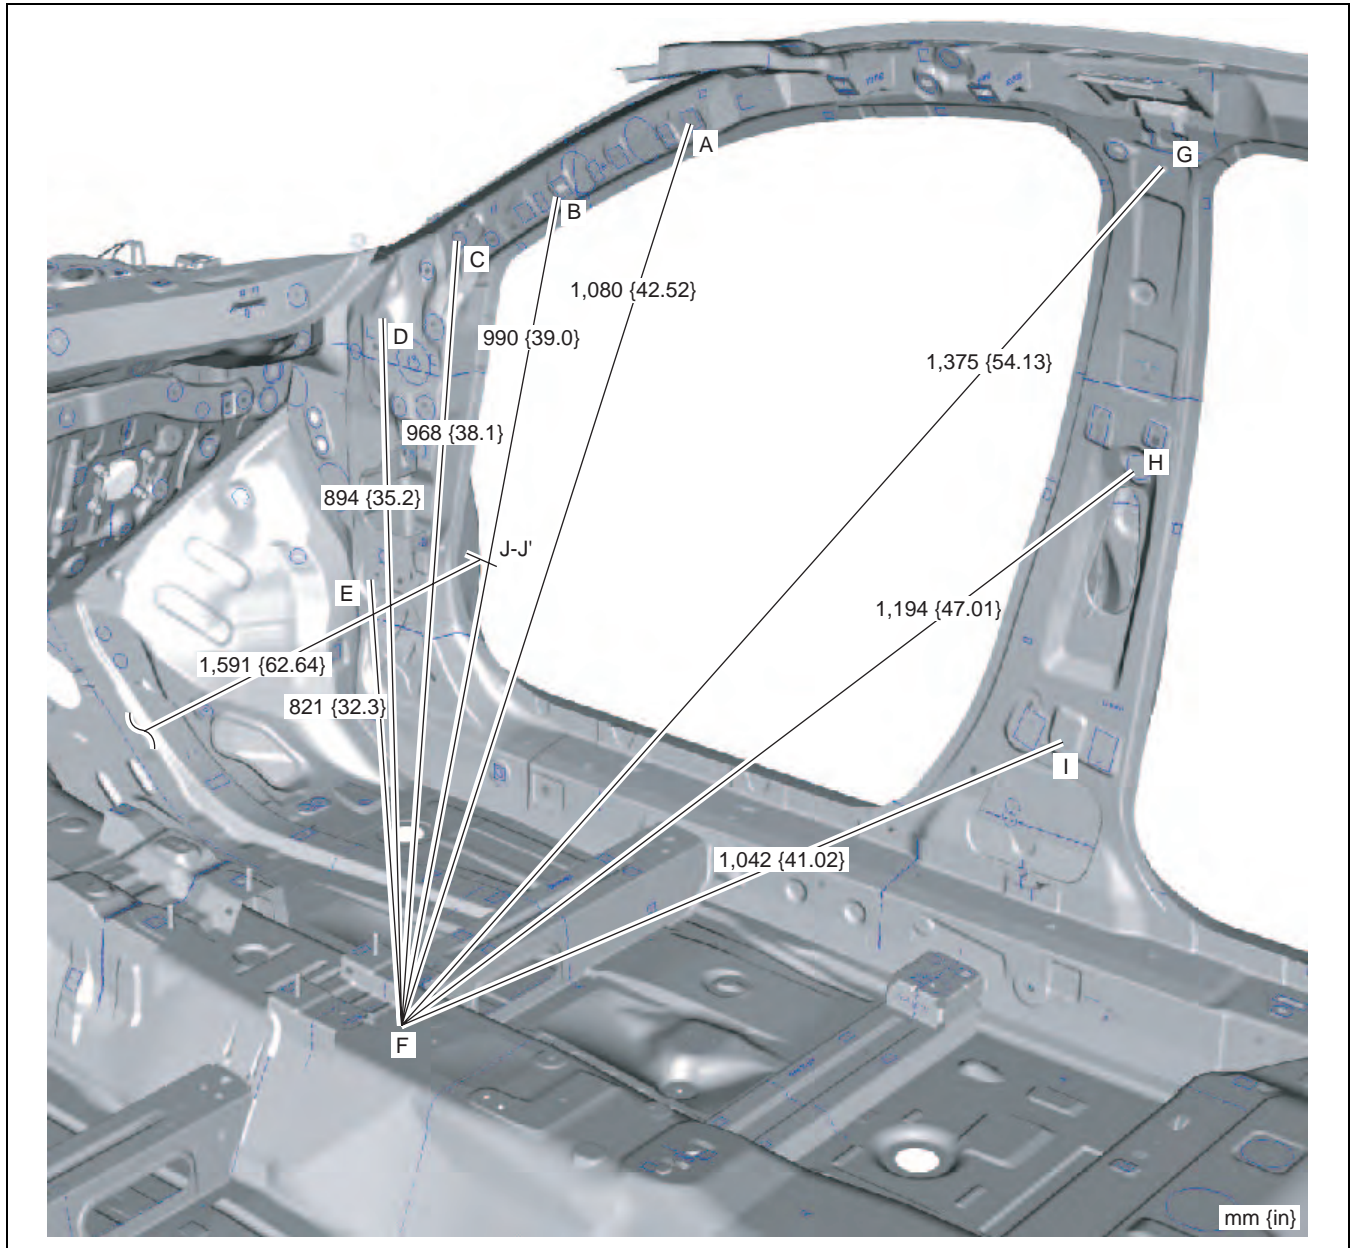 A
G
B
C
1,080 {42.52}
D
990 {39.0}
1,375 {54.13}
968 {38.1}
H
894 {35.2}
J-J'
E
1,194 {47.01}
1,591 {62.64}
821 {32.3}
I
1,042 {41.02}
F
mm {in}